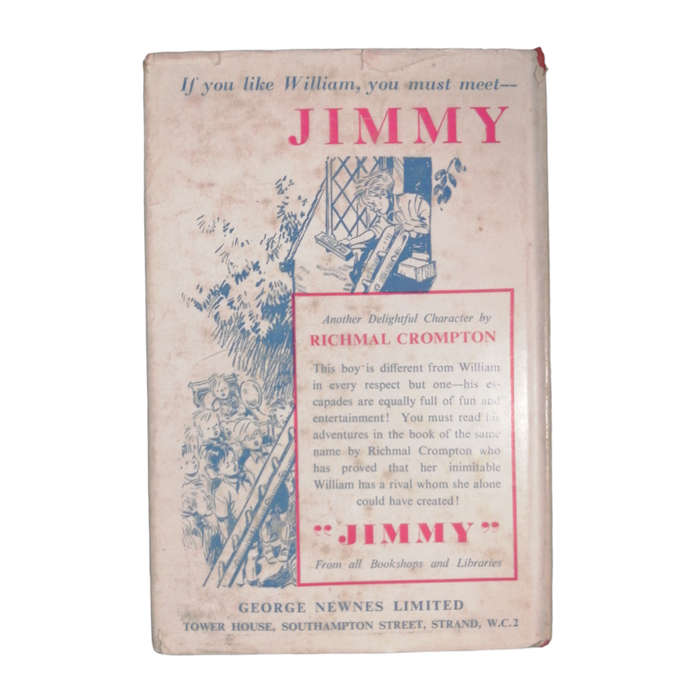 If you like William, you must meet—
JIMMY
Another Delightful Character by
RICHMAL CROMPTON
This boy is different from William
in every respect but one—his es-
capades are equally full of fun and
entertainment! You must read his
adventures in the book of the same
name by Richmal Crompton who
has proved that her inimitable
William has a rival whom she alone
could have created!
"JIMMY"
From all Bookshops and Libraries
GEORGE NEWNES LIMITED
TOWER HOUSE, SOUTHAMPTON STREET, STRAND, W.C.2